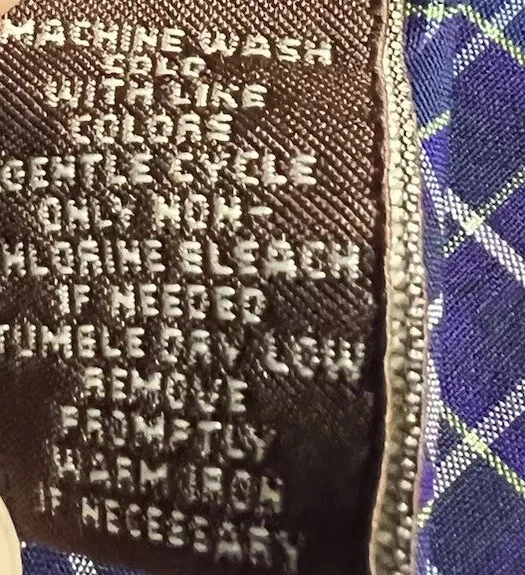 MACHINE WASH
COLD
WITH LIKE
COLORS
GENTLE CYCLE
ONLY NON-
CHLORINE BLEACH
IF NEEDED
TUMBLE DRY LOW
REMOVE
PROMPTLY
WARM IRON
IF NECESSARY